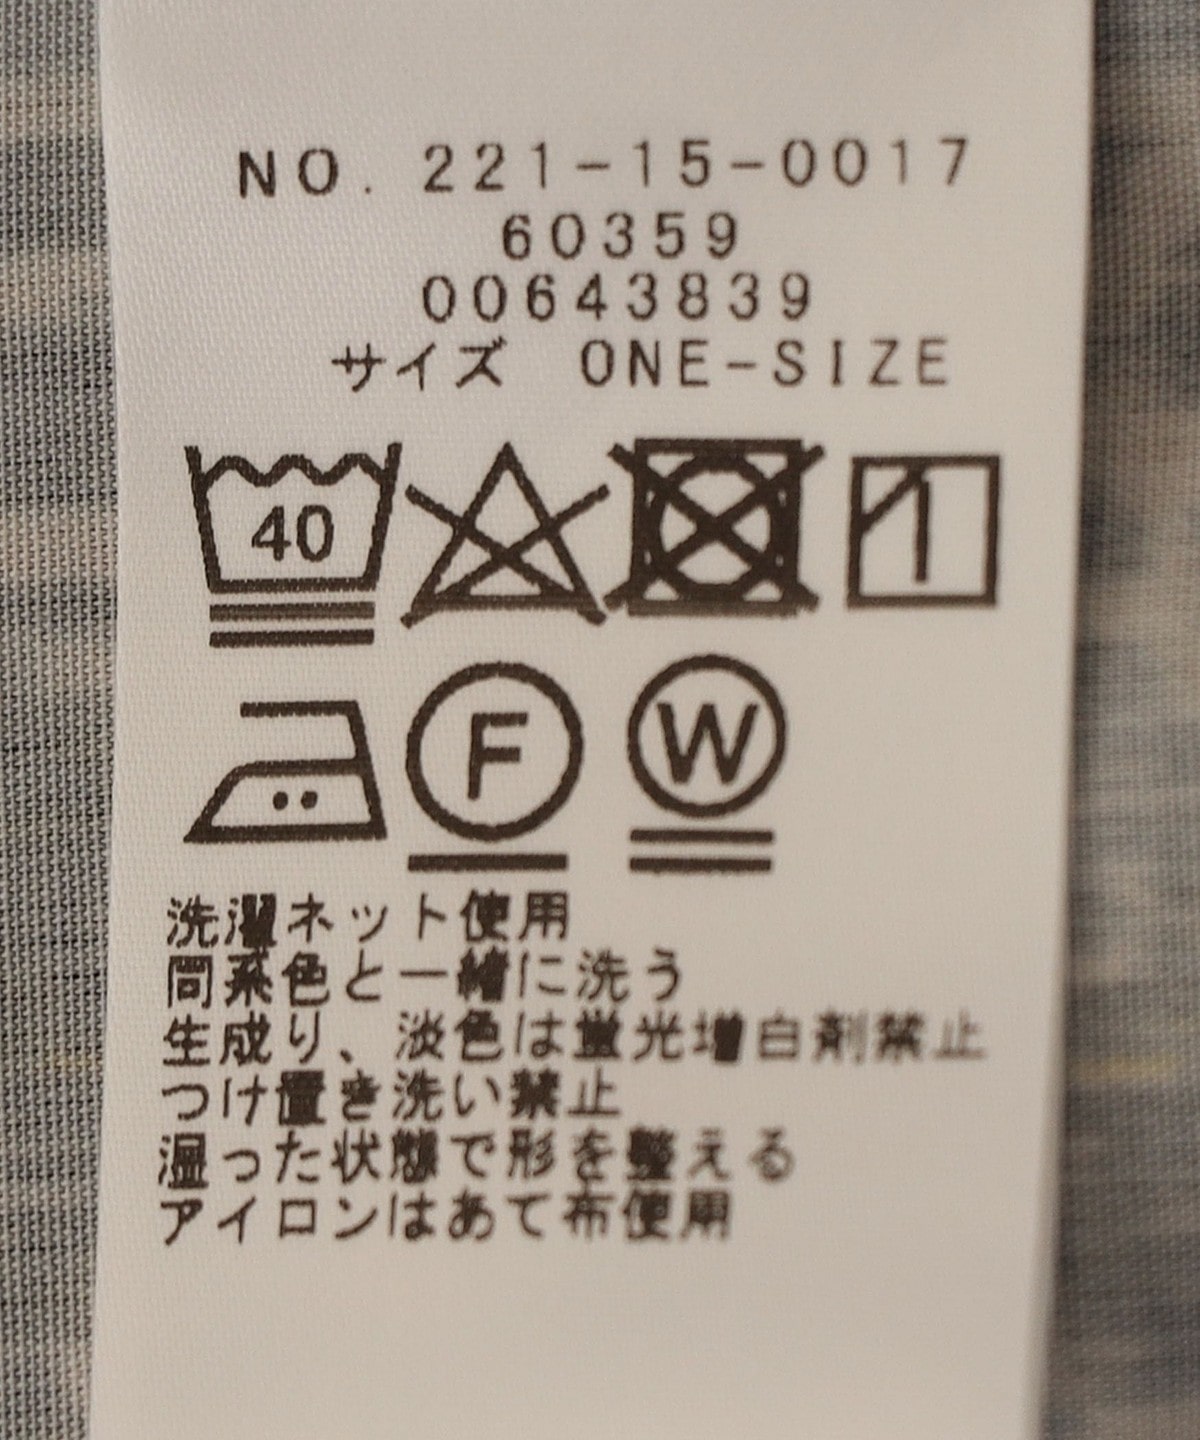 NO. 221-15-0017
60359
00643839
サイズ ONE-SIZE
40
F W
洗濯ネット使用
同系色と一緒に洗う
生成り、淡色は蛍光増白剤禁止
つけ置き洗い禁止
湿った状態で形を整える
アイロンはあて布使用